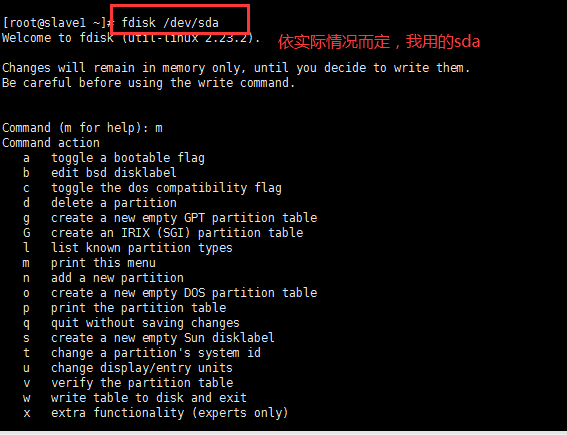 [root@slave1 ~]# fdisk /dev/sda
Welcome to fdisk (util-linux 2.23.2).
依实际情况而定，我用的sda
Changes will remain in memory only, until you decide to write them.
Be careful before using the write command.
Command (m for help): m
Command action
a toggle a bootable flag
b edit bsd disklabel
c toggle the dos compatibility flag
d delete a partition
g create a new empty GPT partition table
G create an IRIX (SGI) partition table
l list known partition types
m print this menu
n add a new partition
o create a new empty DOS partition table
p print the partition table
q quit without saving changes
s create a new empty Sun disklabel
t change a partition's system id
u change display/entry units
v verify the partition table
w write table to disk and exit
x extra functionality (experts only)